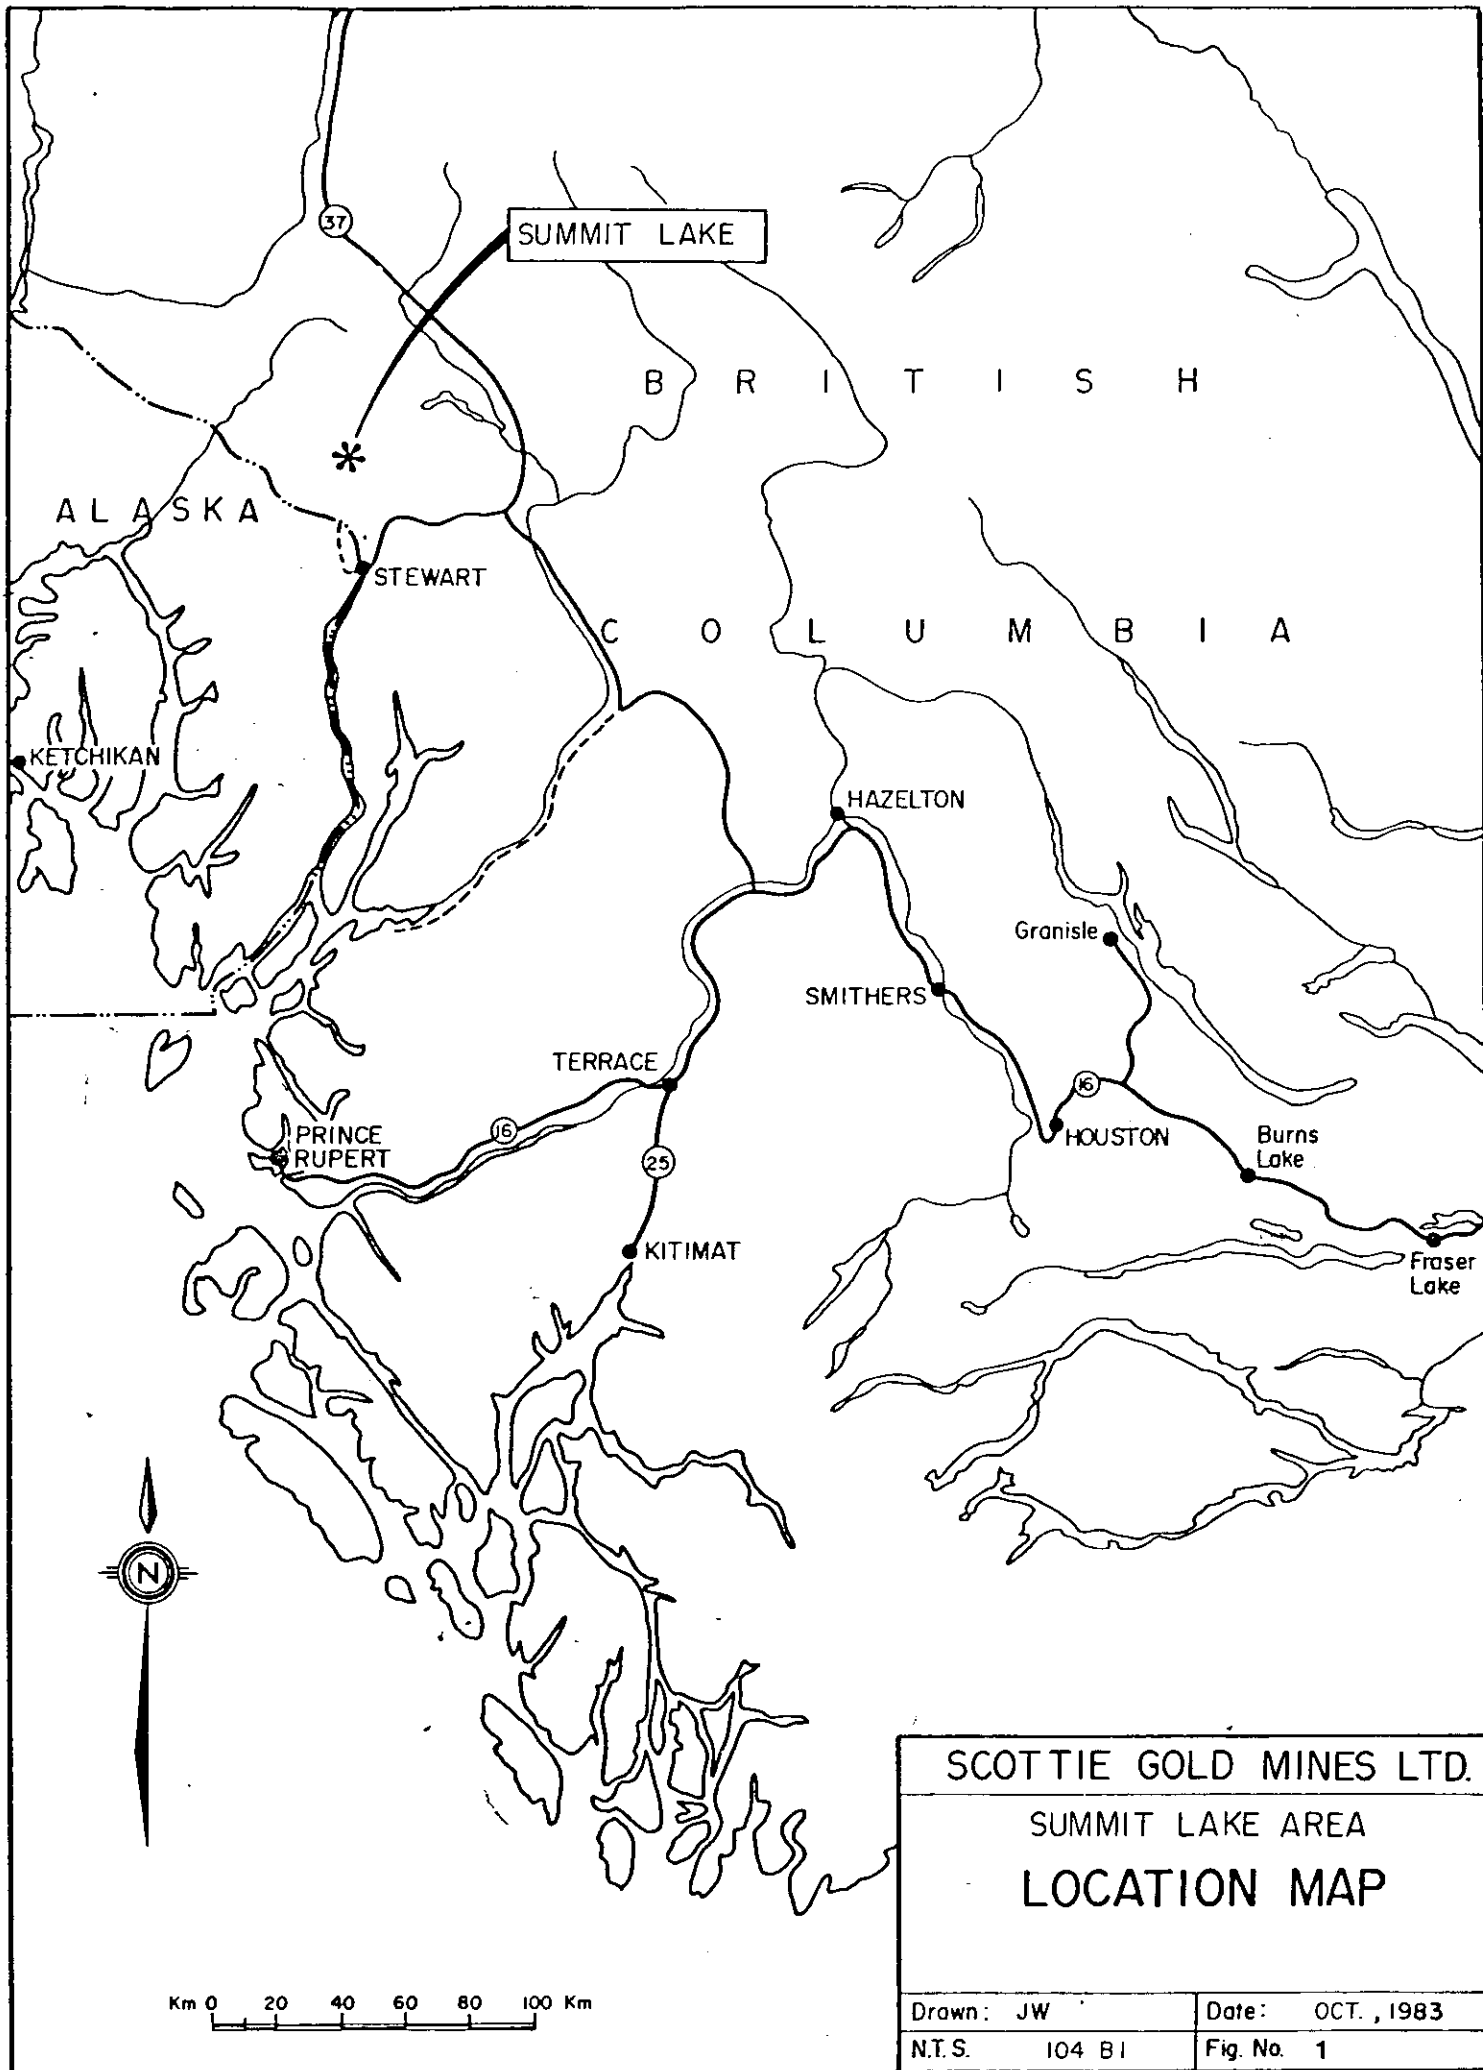 37
SUMMIT LAKE
BRITISH
ALASKA
STEWART
COLUMBIA
KETCHIKAN
HAZELTON
Granisle
SMITHERS
TERRACE
16
16
HOUSTON
PRINCE
RUPERT
25
Burns
Lake
KITIMAT
Fraser
Lake
N
SCOTTIE GOLD MINES LTD.
SUMMIT LAKE AREA
LOCATION MAP
Km 0 20 40 60 80 100 Km
Drawn: JW Date: OCT., 1983
N.T.S. 104 B1 Fig. No. 1